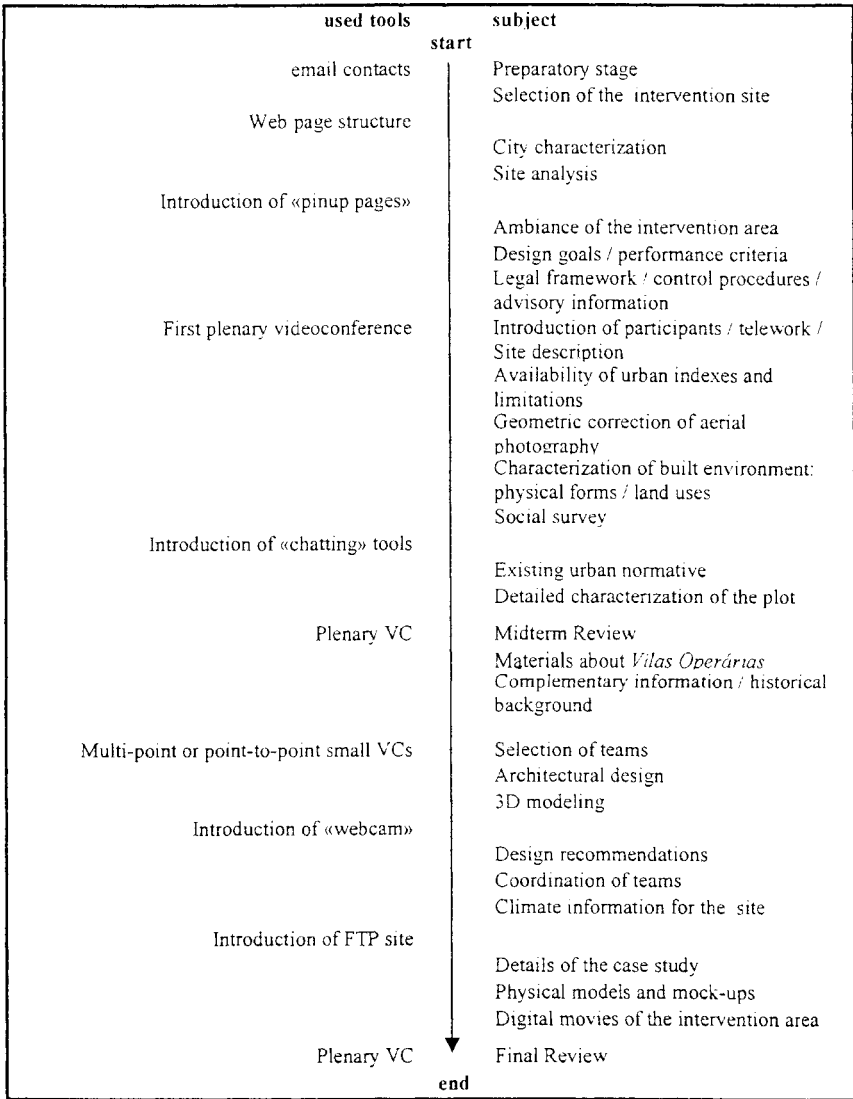 used tools subject
start
email contacts Preparatory stage
Selection of the intervention site
Web page structure
City characterization
Site analysis
Introduction of «pinup pages»
Ambiance of the intervention area
Design goals / performance criteria
Legal framework / control procedures /
advisory information
First plenary videoconference Introduction of participants / telework /
Site description
Availability of urban indexes and
limitations
Geometric correction of aerial
photography
Characterization of built environment:
physical forms / land uses
Social survey
Introduction of «chatting» tools
Existing urban normative
Detailed characterization of the plot
Plenary VC Midterm Review
Materials about Vilas Operárias
Complementary information / historical
background
Multi-point or point-to-point small VCs Selection of teams
Architectural design
3D modeling
Introduction of «webcam»
Design recommendations
Coordination of teams
Climate information for the site
Introduction of FTP site
Details of the case study
Physical models and mock-ups
Digital movies of the intervention area
Plenary VC Final Review
end